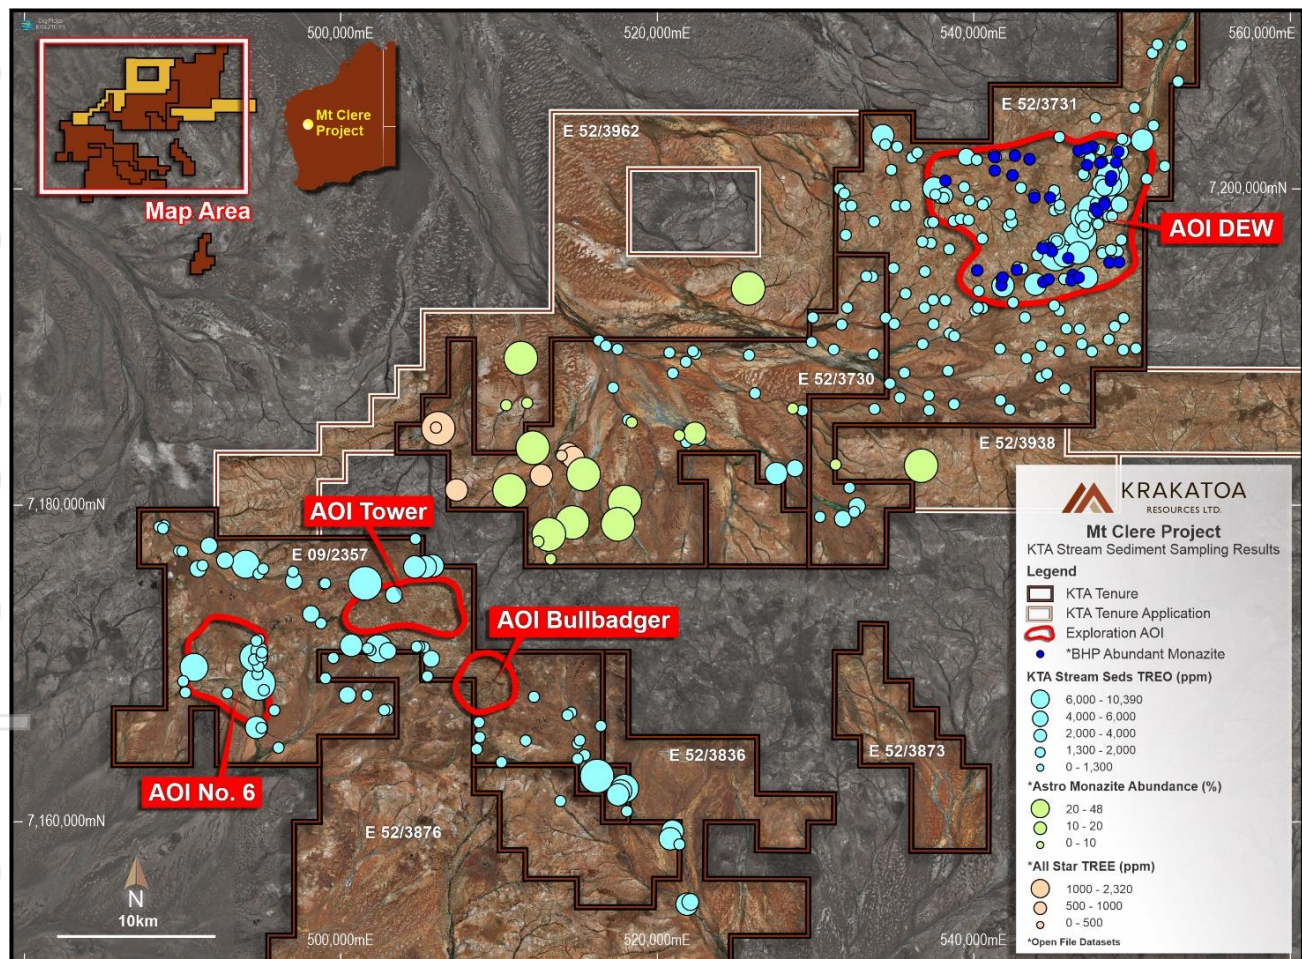 500,000mE
520,000mE
540,000mE
560,000mE
Mt Clere
Project
Map Area
E 52/3962
E 52/3731
7,200,000mN
AOI DEW
E 52/3730
E 52/3938
7,180,000mN
AOI Tower
E 09/2357
AOI Bullbadger
AOI No. 6
E 52/3836
E 52/3873
7,160,000mN
E 52/3876
N
10km
500,000mE
520,000mE
540,000mE
KRAKATOA
RESOURCES LTD.
Mt Clere Project
KTA Stream Sediment Sampling Results
Legend
KTA Tenure
KTA Tenure Application
Exploration AOI
*BHP Abundant Monazite
KTA Stream Seds TREO (ppm)
6,000 - 10,390
4,000 - 6,000
2,000 - 4,000
1,300 - 2,000
0 - 1,300
*Astro Monazite Abundance (%)
20 - 48
10 - 20
0 - 10
*All Star TREE (ppm)
1000 - 2,320
500 - 1000
0 - 500
*Open File Datasets